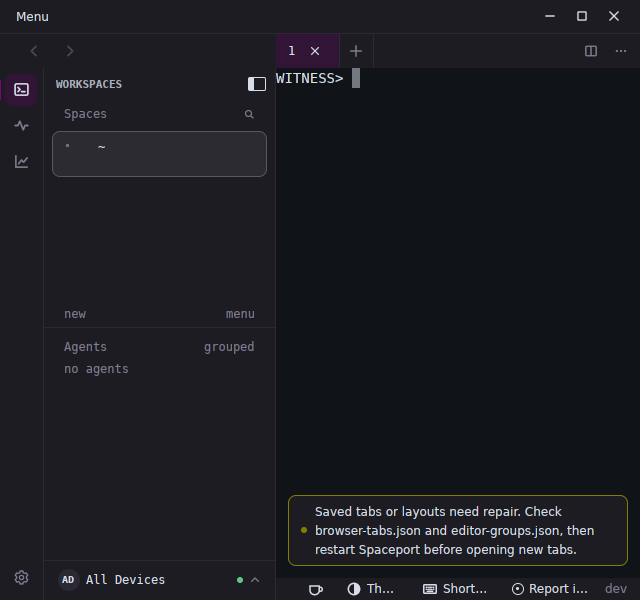 Menu
1
WORKSPACES
WITNESS>
Spaces
~
new menu
Agents grouped
no agents
Saved tabs or layouts need repair. Check
browser-tabs.json and editor-groups.json, then
restart Spaceport before opening new tabs.
AD All Devices
Th... Short... Report i... dev